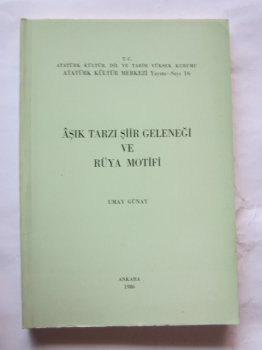 T.C.
ATATÜRK KÜLTÜR, DİL VE TARİH YÜKSEK KURUMU
ATATÜRK KÜLTÜR MERKEZİ Yayını—Sayı 16
ÂŞIK TARZI ŞİİR GELENEĞİ
VE
RÜYA MOTİFİ
UMAY GÜNAY
ANKARA
1986